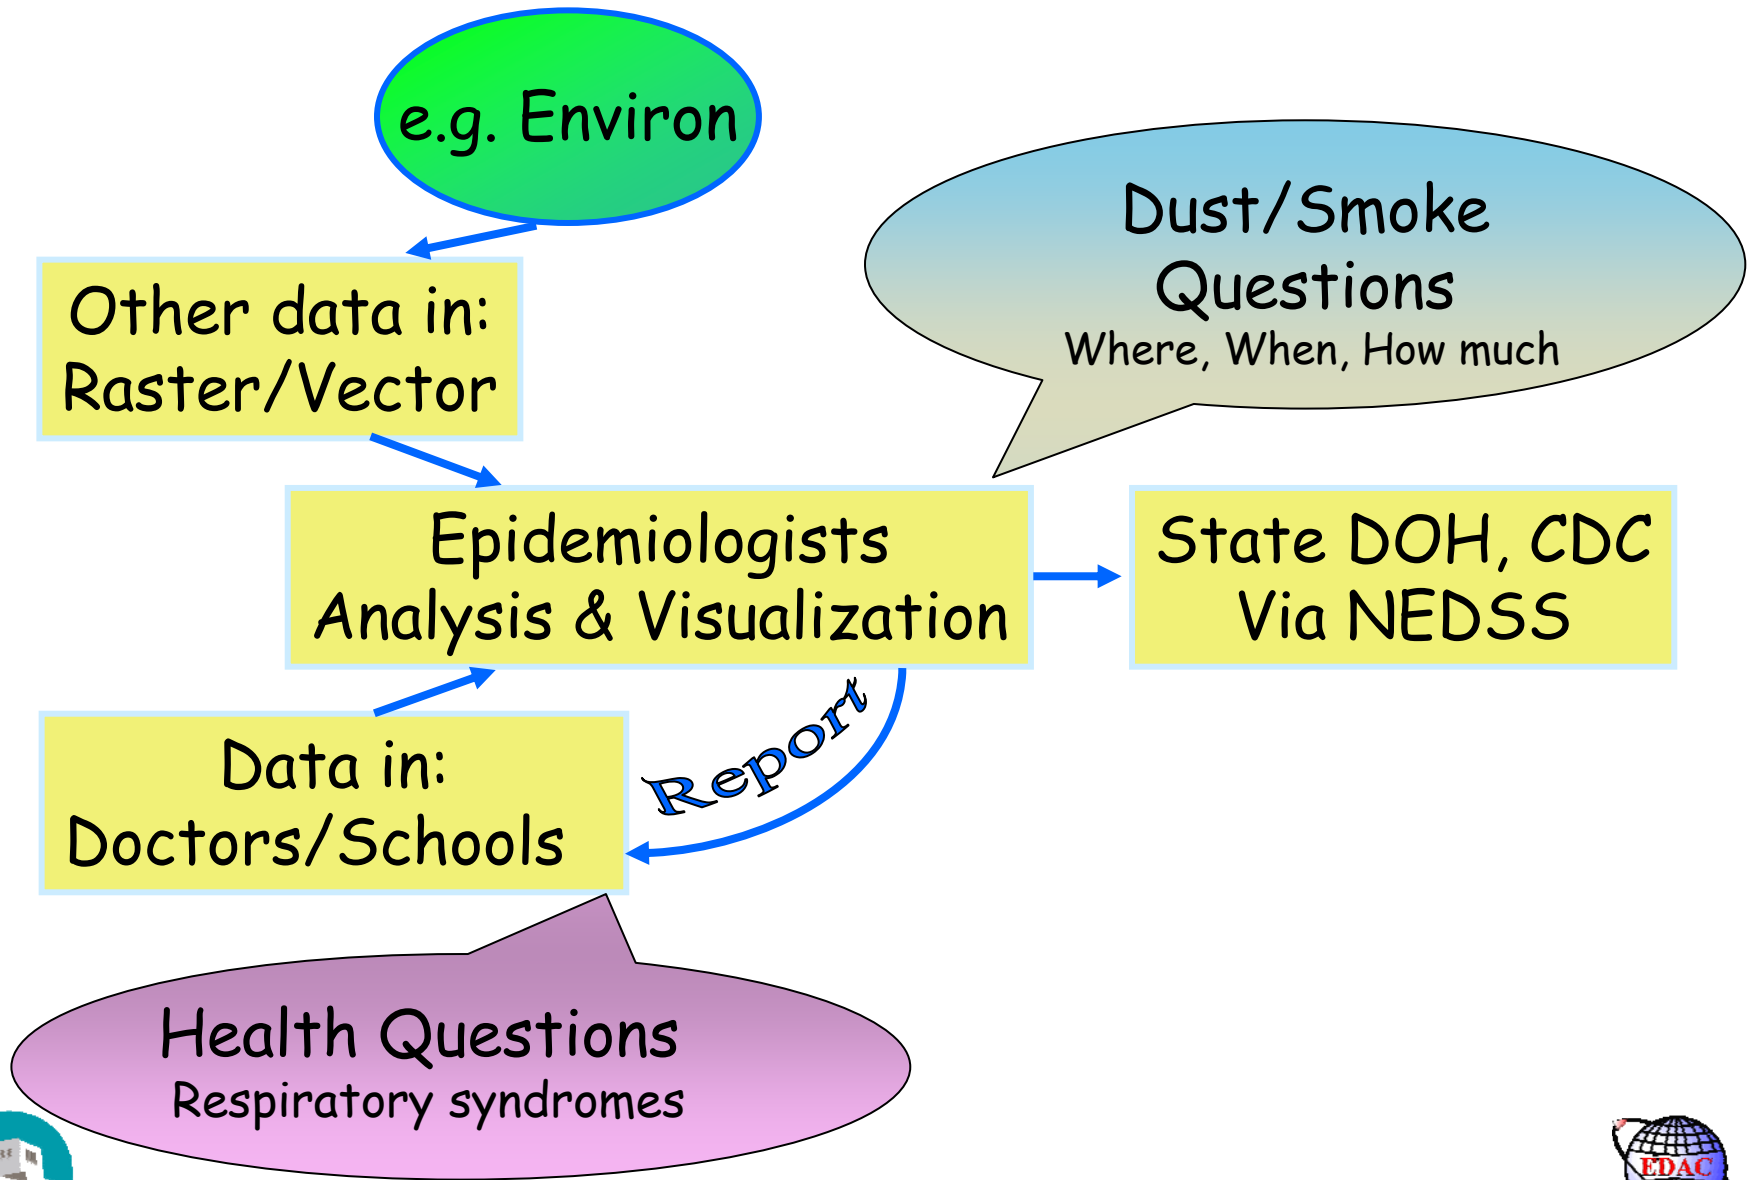 e.g. Environ
Dust/Smoke
Questions
Where, When, How much
Other data in:
Raster/Vector
Epidemiologists
Analysis & Visualization
State DOH, CDC
Via NEDSS
Report
Data in:
Doctors/Schools
Health Questions
Respiratory syndromes
EDAC